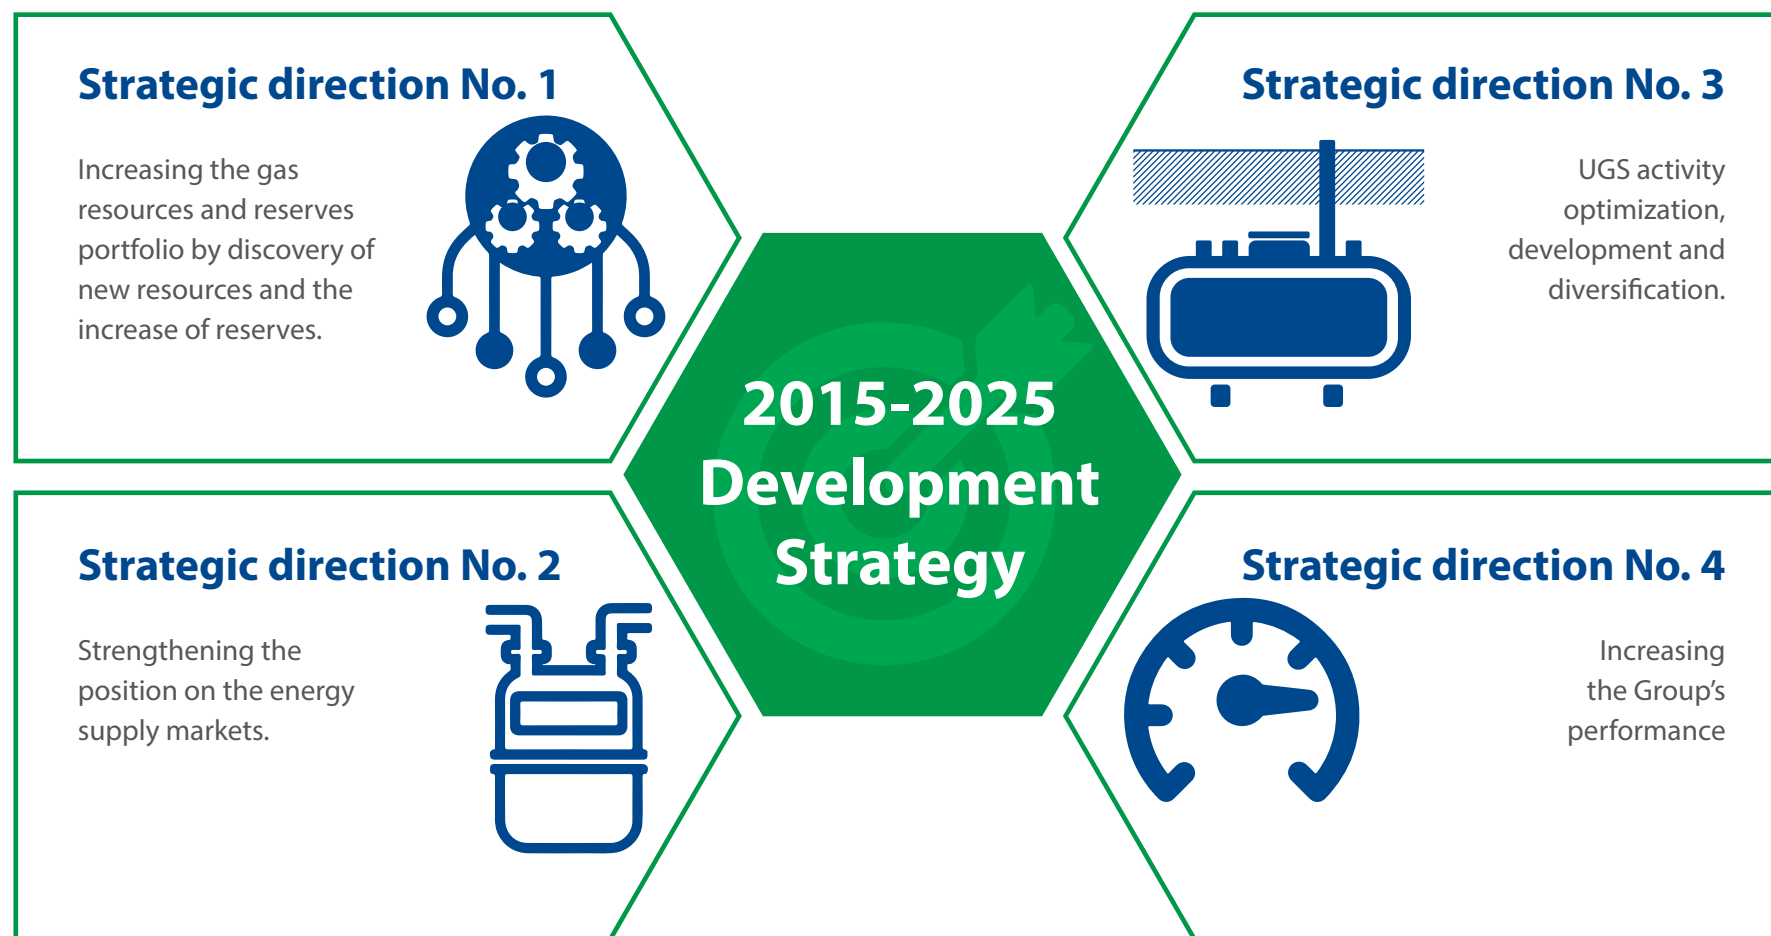 Strategic direction No. 1
Increasing the gas
resources and reserves
portfolio by discovery of
new resources and the
increase of reserves.
Strategic direction No. 3
UGS activity
optimization,
development and
diversification.
2015-2025
Development
Strategy
Strategic direction No. 2
Strengthening the
position on the energy
supply markets.
Strategic direction No. 4
Increasing
the Group’s
performance